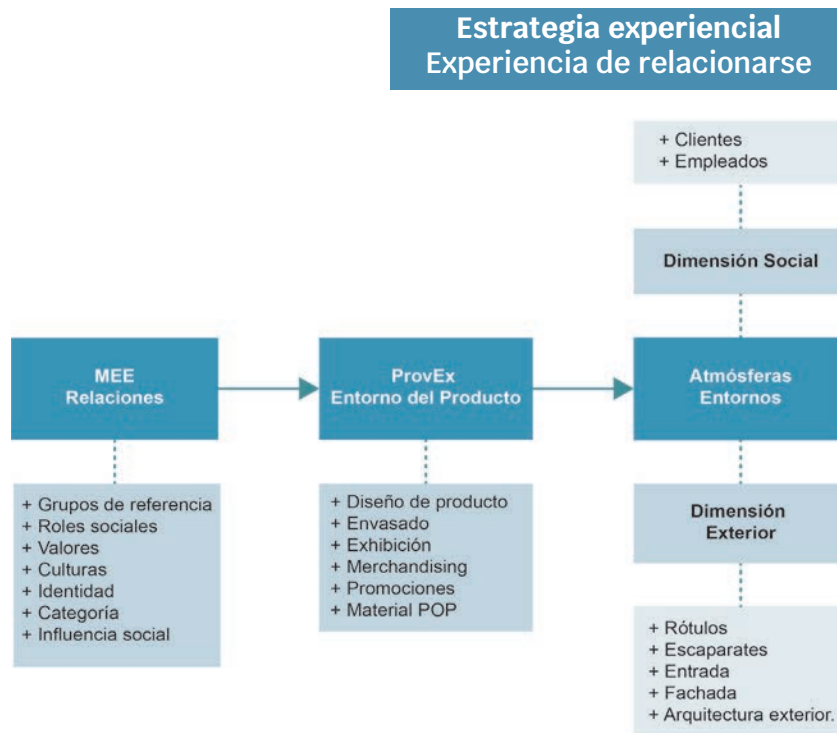 Estrategia experiencial
Experiencia de relacionarse
+ Clientes
+ Empleados
Dimensión Social
MEE
Relaciones
ProvEx
Entorno del Producto
Atmósferas
Entornos
+ Grupos de referencia
+ Roles sociales
+ Valores
+ Culturas
+ Identidad
+ Categoría
+ Influencia social
+ Diseño de producto
+ Envasado
+ Exhibición
+ Merchandising
+ Promociones
+ Material POP
Dimensión
Exterior
+ Rótulos
+ Escaparates
+ Entrada
+ Fachada
+ Arquitectura exterior.